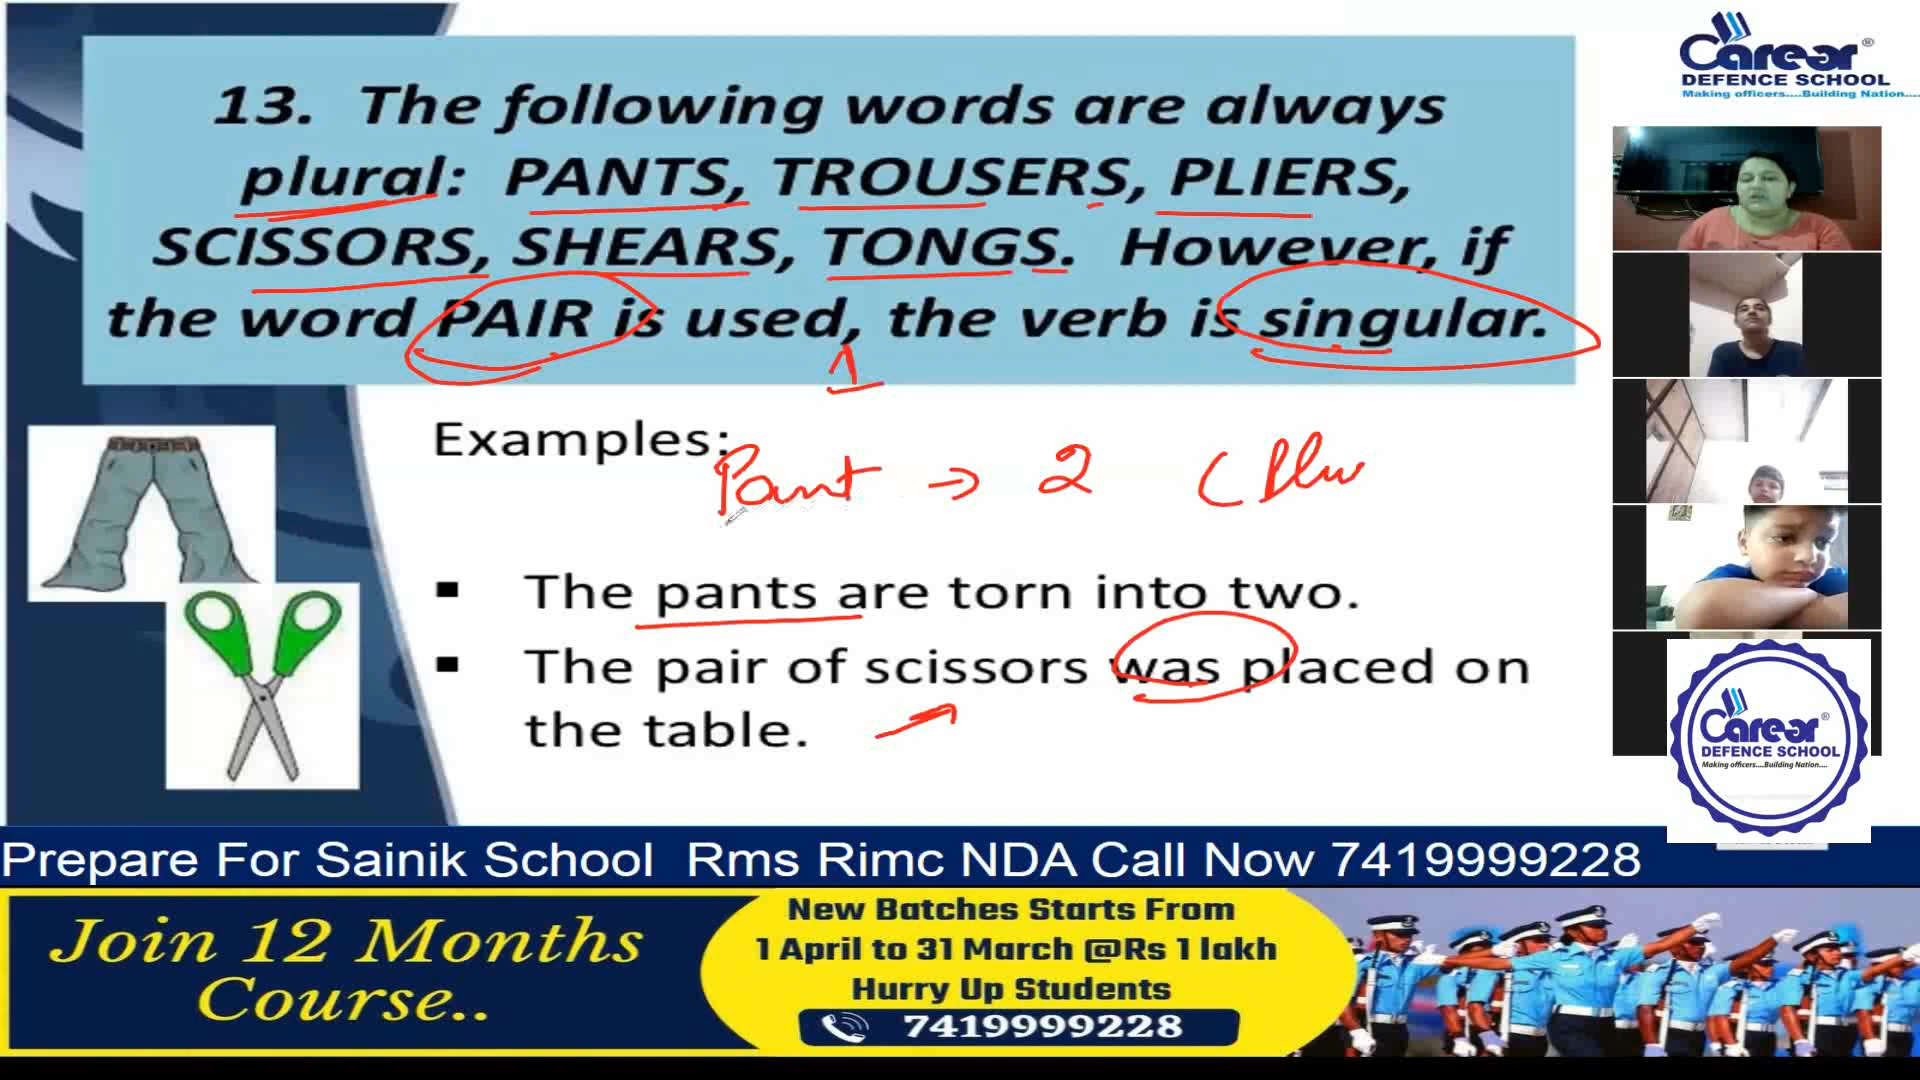 13. The following words are always
plural: PANTS, TROUSERS, PLIERS,
SCISSORS, SHEARS, TONGS. However, if
the word PAIR is used, the verb is singular.
1
Examples:
Pant → 2 ( Plu
▪ The pants are torn into two.
▪ The pair of scissors was placed on
the table.
Carear®
DEFENCE SCHOOL
Making officers....Building Nation....
Carear®
DEFENCE SCHOOL
Making officers....Building Nation....
Prepare For Sainik School Rms Rimc NDA Call Now 7419999228
Join 12 Months
Course..
New Batches Starts From
1 April to 31 March @Rs 1 lakh
Hurry Up Students
7419999228